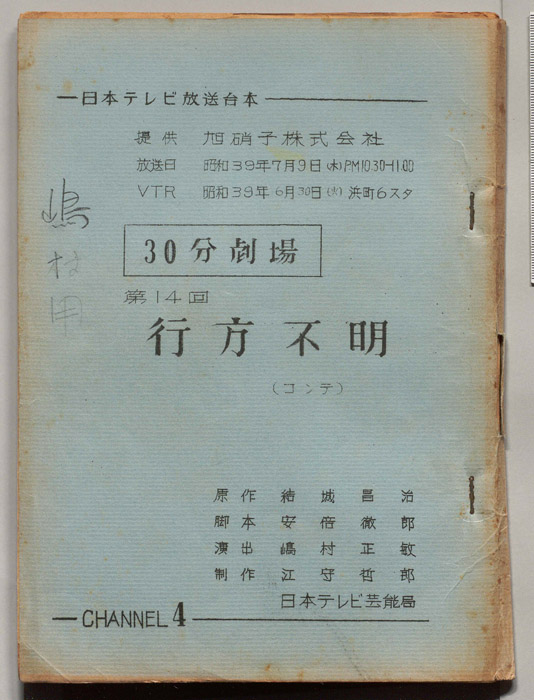 日本テレビ放送台本
提供 旭硝子株式会社
放送日 昭和39年7月9日(木)PM10.30-11.00
VTR 昭和39年6月30日(火) 浜町6スタ
30分劇場
第14回
行方不明
(コンテ)
嶋村用
原作 結城昌治
脚本 安倍徹郎
演出 嶋村正敏
制作 江守哲郎
日本テレビ芸能局
CHANNEL 4